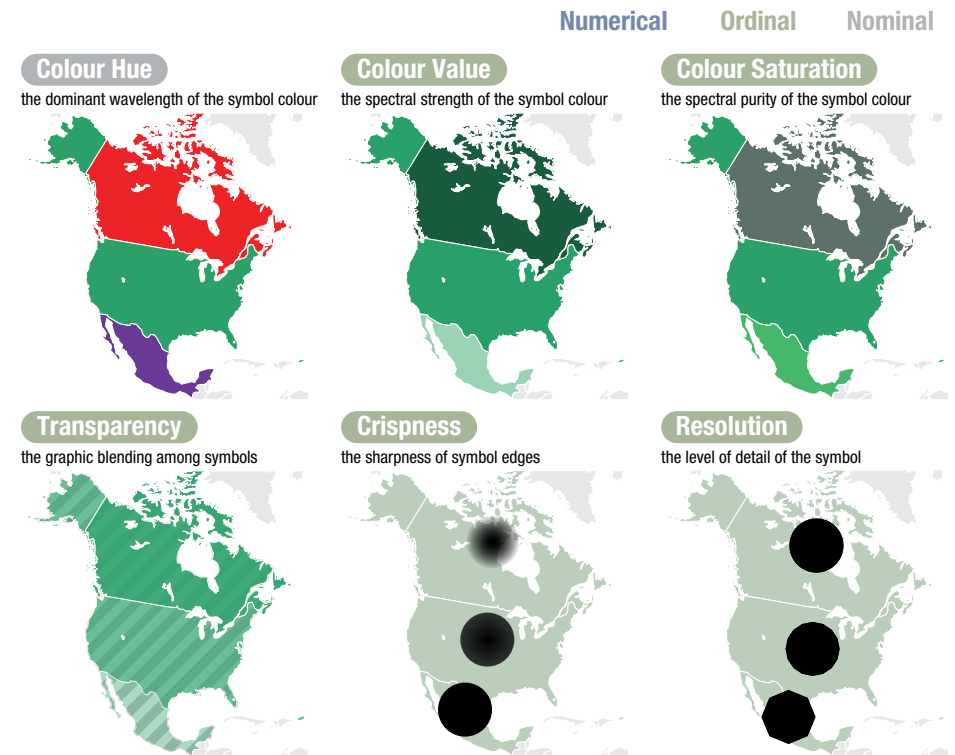 Numerical Ordinal Nominal
Colour Hue
the dominant wavelength of the symbol colour
Colour Value
the spectral strength of the symbol colour
Colour Saturation
the spectral purity of the symbol colour
Transparency
the graphic blending among symbols
Crispness
the sharpness of symbol edges
Resolution
the level of detail of the symbol